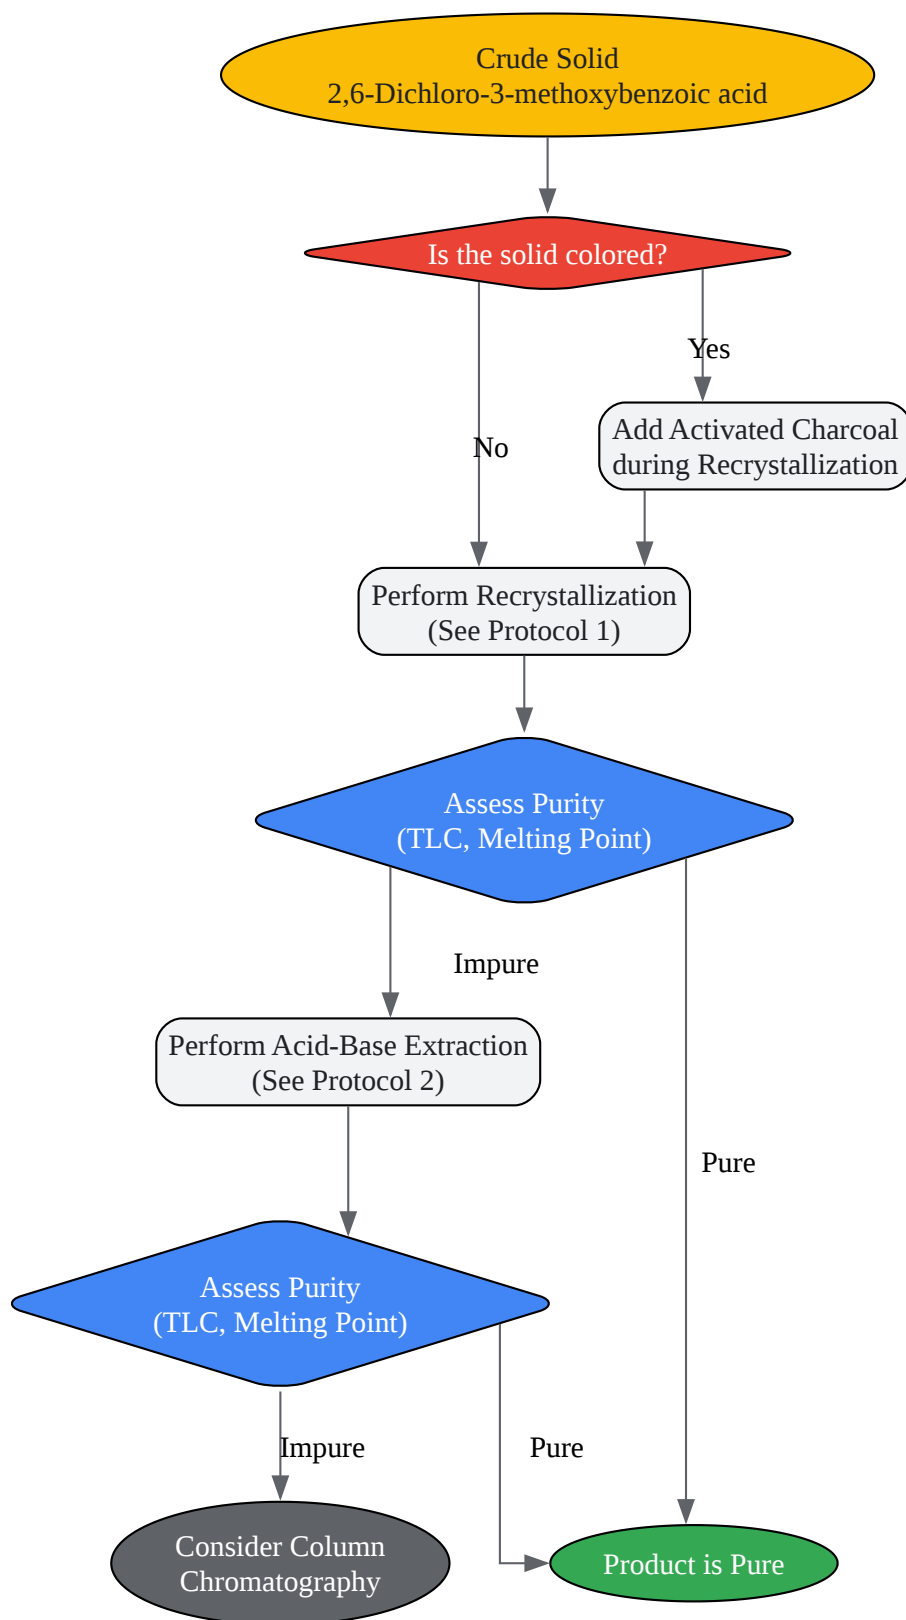 Crude Solid
2,6-Dichloro-3-methoxybenzoic acid
Is the solid colored?
Yes
Add Activated Charcoal
during Recrystallization
No
Perform Recrystallization
(See Protocol 1)
Assess Purity
(TLC, Melting Point)
Impure
Perform Acid-Base Extraction
(See Protocol 2)
Pure
Assess Purity
(TLC, Melting Point)
Impure
Pure
Consider Column
Chromatography
Product is Pure